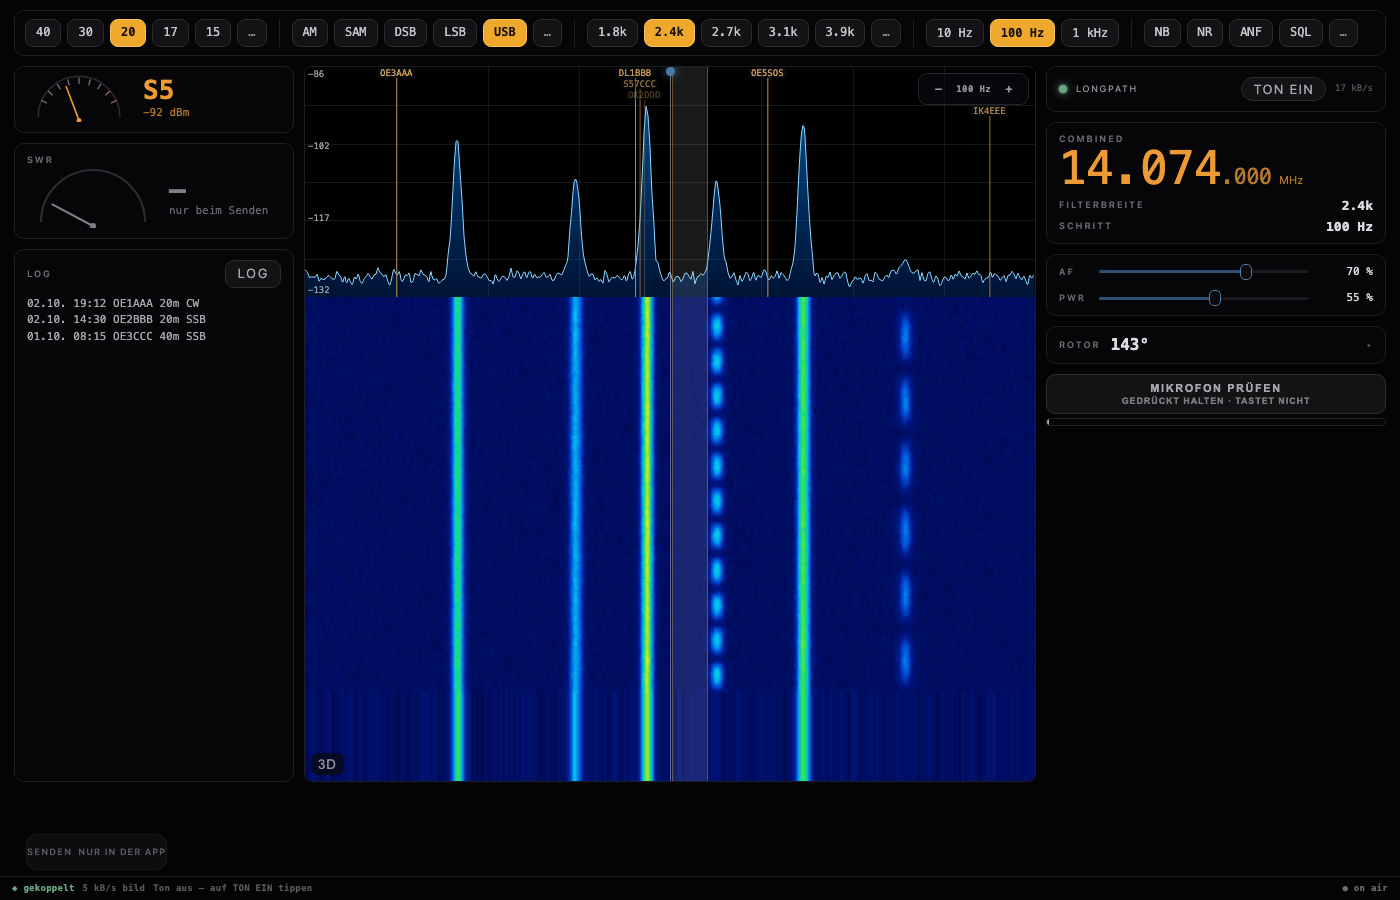 40 30 20 17 15 … AM SAM DSB LSB USB … 1.8k 2.4k 2.7k 3.1k 3.9k … 10 Hz 100 Hz 1 kHz NB NR ANF SQL …
S5
−92 dBm
SWR
—
nur beim Senden
LOG LOG
02.10. 19:12 OE1AAA 20m CW
02.10. 14:30 OE2BBB 20m SSB
01.10. 08:15 OE3CCC 40m SSB
−86 OE3AAA DL1BBB OE5SOS
S57CCC
OK2DDD
− 100 Hz +
IK4EEE
−102
−117
−132
3D
LONGPATH TON EIN 17 kB/s
COMBINED
14.074.000 MHz
FILTERBREITE 2.4k
SCHRITT 100 Hz
AF 70 %
PWR 55 %
ROTOR 143°
MIKROFON PRÜFEN
GEDRÜCKT HALTEN · TASTET NICHT
SENDEN NUR IN DER APP
◆ gekoppelt 5 kB/s bild Ton aus — auf TON EIN tippen ● on air